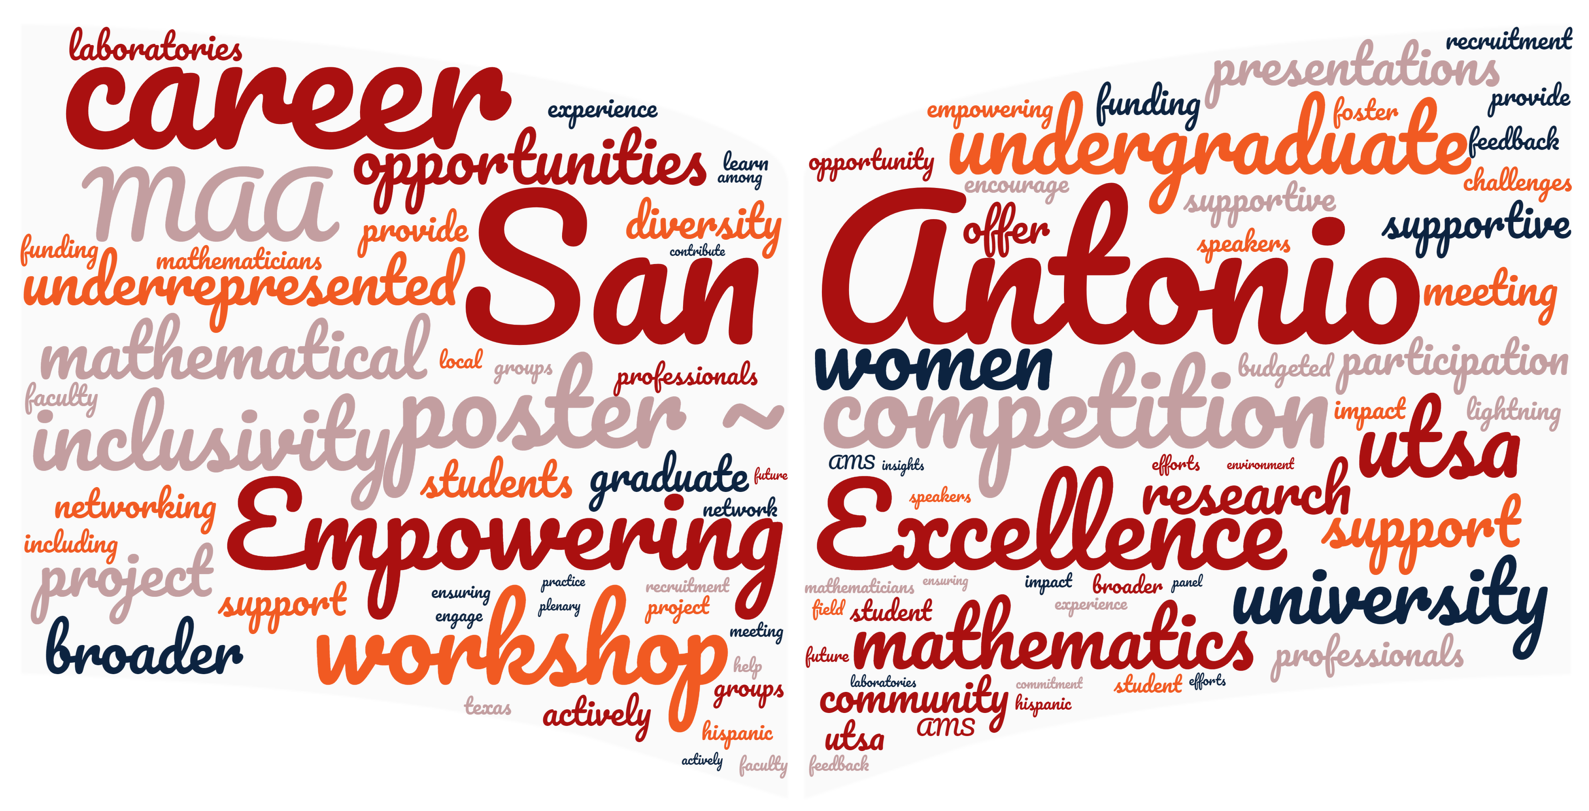 laboratories
career
experience
opportunities
learn
among
maa
provide
diversity
funding
mathematicians
contribute
underrepresented
San
mathematical
local
groups
professionals
faculty
inclusivity
poster ~
students
graduate
future
networking
network
Empowering
including
project
support
ensuring
practice
recruitment
engage
plenary
project
broader
workshop
meeting
help
groups
texas
actively
hispanic
actively
faculty
recruitment
presentations
empowering
funding
foster
provide
undergraduate
feedback
opportunity
encourage
supportive
challenges
offer
speakers
supportive
Antonio
meeting
women
budgeted
participation
competition
impact
lightning
utsa
AMS
insights
efforts
environment
speakers
research
Excellence
support
mathematicians
ensuring
impact
broader
panel
university
field
student
experience
future
mathematics
professionals
laboratories
commitment
student
efforts
community
hispanic
utsa
AMS
feedback